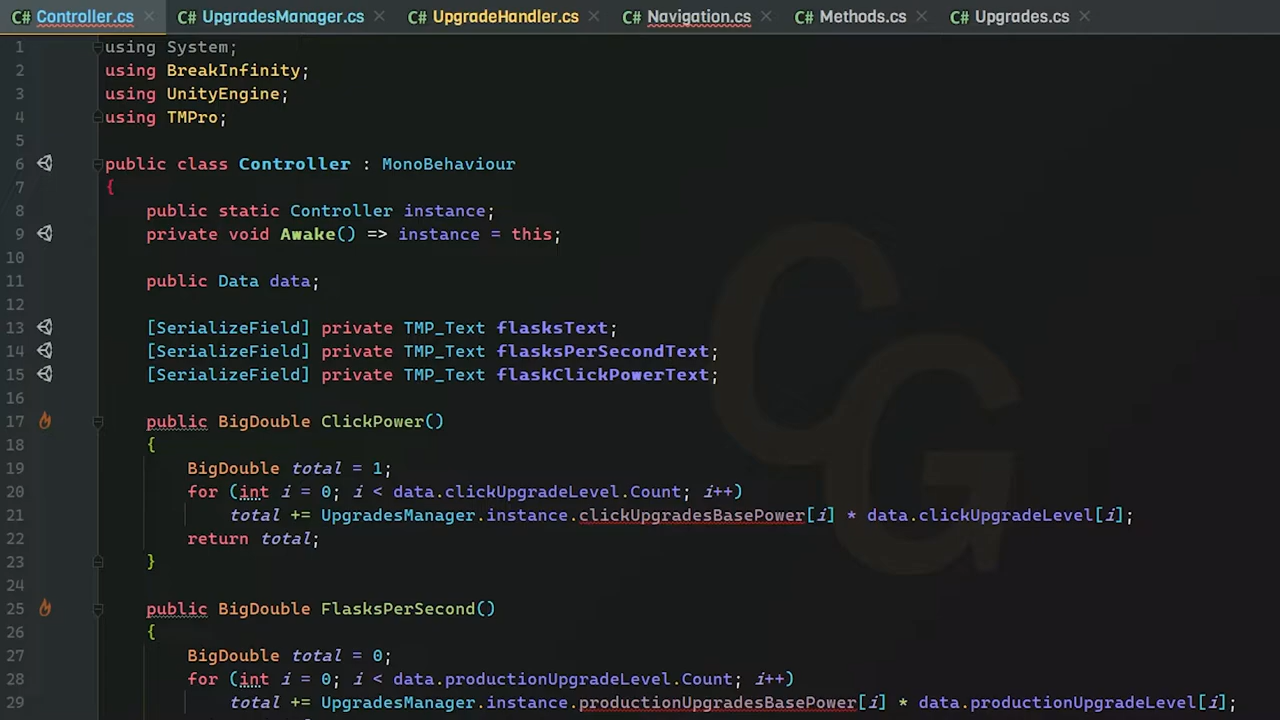 C# Controller.cs × C# UpgradesManager.cs × C# UpgradeHandler.cs × C# Navigation.cs × C# Methods.cs × C# Upgrades.cs ×
1 using System;
2 using BreakInfinity;
3 using UnityEngine;
4 using TMPro;
5
6 public class Controller : MonoBehaviour
7 {
8 public static Controller instance;
9 private void Awake() => instance = this;
10
11 public Data data;
12
13 [SerializeField] private TMP_Text flasksText;
14 [SerializeField] private TMP_Text flasksPerSecondText;
15 [SerializeField] private TMP_Text flaskClickPowerText;
16
17 public BigDouble ClickPower()
18 {
19 BigDouble total = 1;
20 for (int i = 0; i < data.clickUpgradeLevel.Count; i++)
21 total += UpgradesManager.instance.clickUpgradesBasePower[i] * data.clickUpgradeLevel[i];
22 return total;
23 }
24
25 public BigDouble FlasksPerSecond()
26 {
27 BigDouble total = 0;
28 for (int i = 0; i < data.productionUpgradeLevel.Count; i++)
29 total += UpgradesManager.instance.productionUpgradesBasePower[i] * data.productionUpgradeLevel[i];
CG